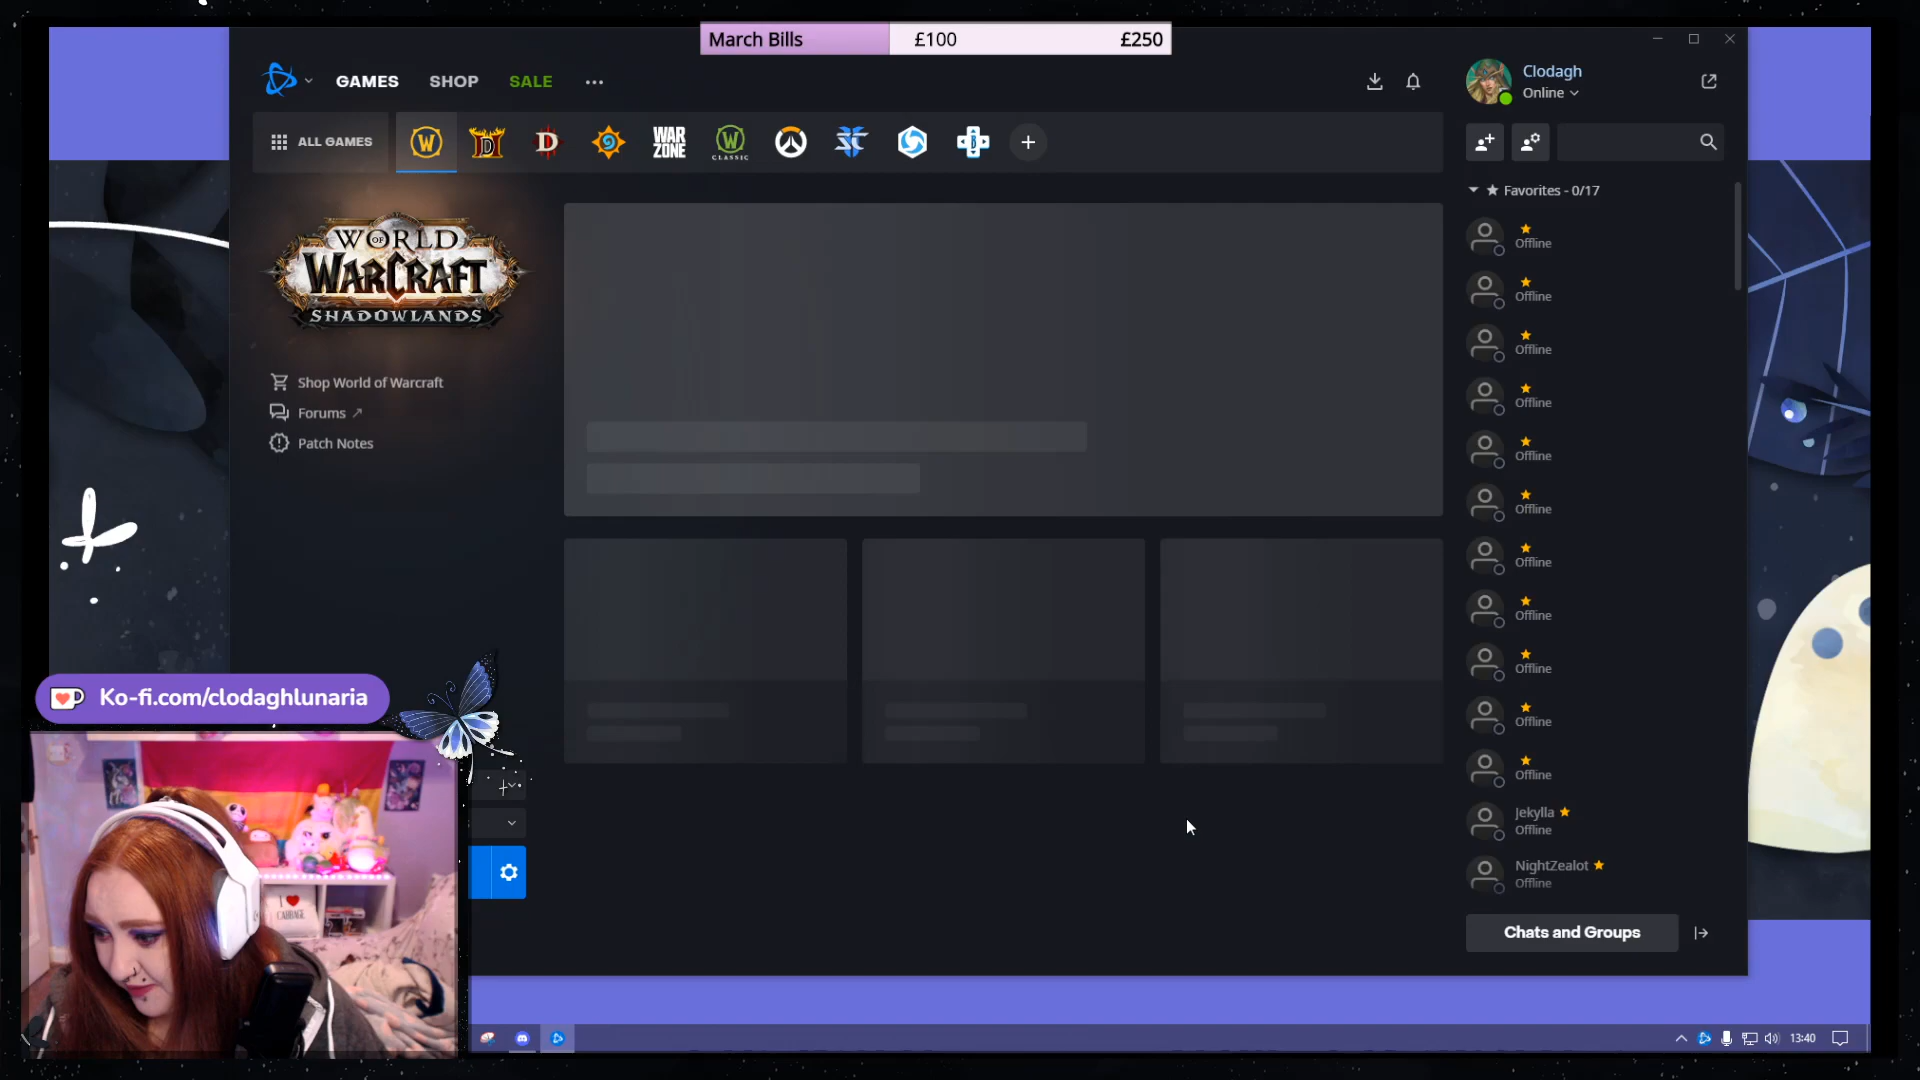 March Bills £100 £250
GAMES SHOP SALE
Clodagh
Online
ALL GAMES
WAR
ZONE
CLASSIC
Favorites - 0/17
WORLD
OF
WARCRAFT
SHADOWLANDS
Shop World of Warcraft
Forums
Patch Notes
Offline
Offline
Offline
Offline
Offline
Offline
Offline
Offline
Offline
Offline
Offline
Jekylla
Offline
NightZealot
Offline
Chats and Groups
Ko-fi.com/clodaghlunaria
I ♥
CABBAGE
13:40